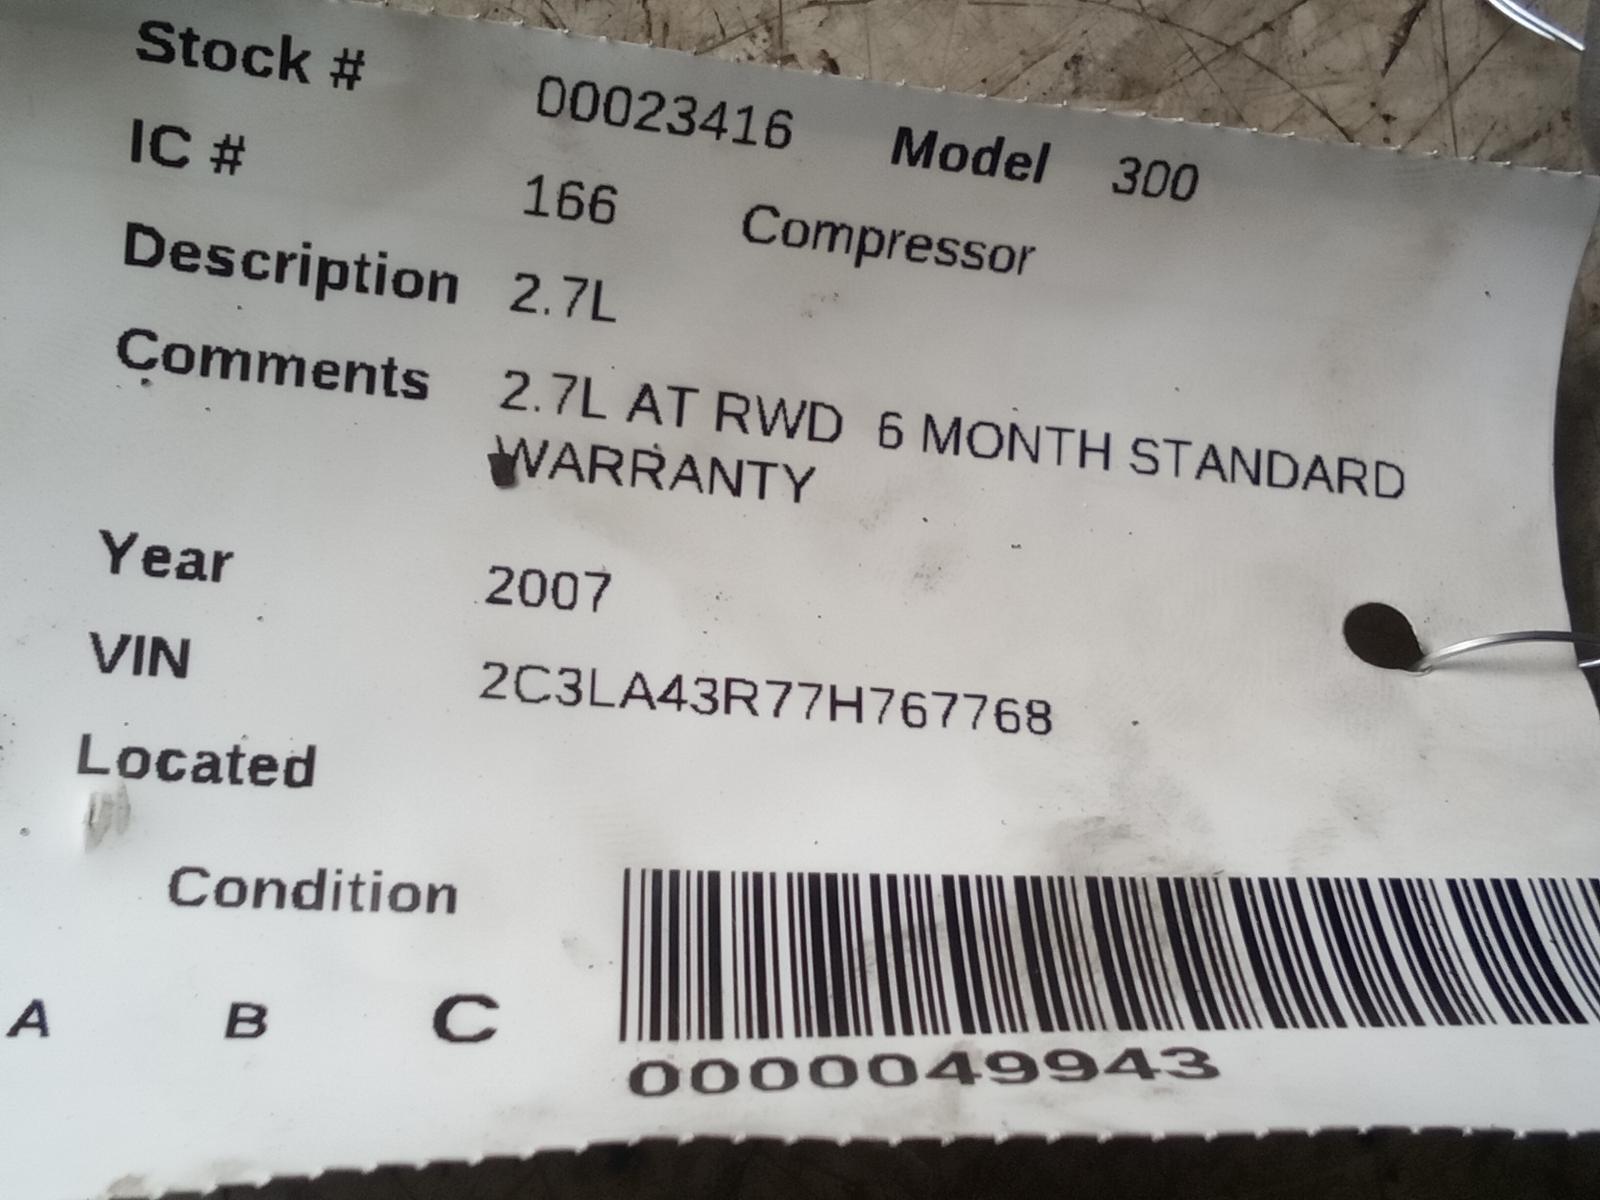 Stock # 00023416 Model 300
IC # 166 Compressor
Description 2.7L
Comments 2.7L AT RWD 6 MONTH STANDARD
WARRANTY
Year 2007
VIN 2C3LA43R77H767768
Located
Condition
A B C
0000049943